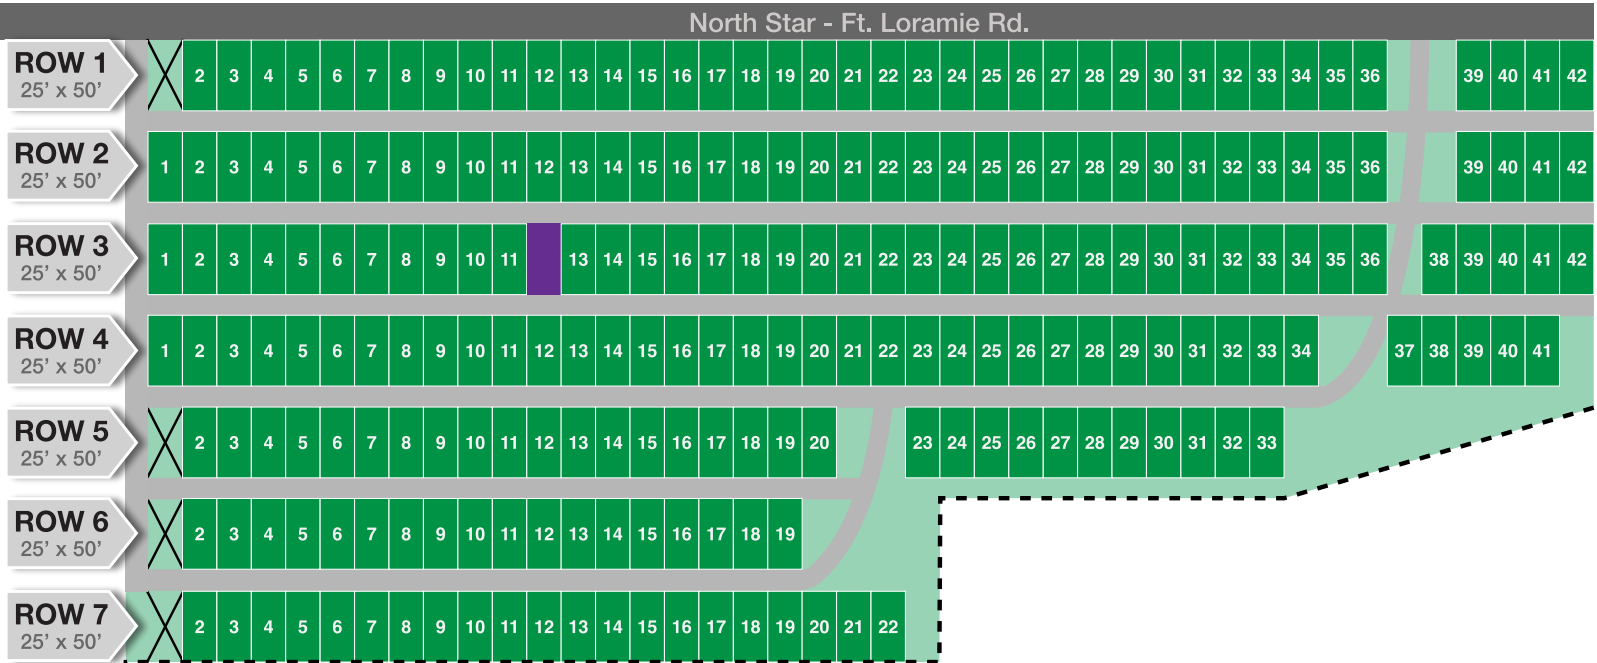 North Star - Ft. Loramie Rd.
ROW 1
25’ x 50’
2 3 4 5 6 7 8 9 10 11 12 13 14 15 16 17 18 19 20 21 22 23 24 25 26 27 28 29 30 31 32 33 34 35 36 39 40 41 42
ROW 2
25’ x 50’
1 2 3 4 5 6 7 8 9 10 11 12 13 14 15 16 17 18 19 20 21 22 23 24 25 26 27 28 29 30 31 32 33 34 35 36 39 40 41 42
ROW 3
25’ x 50’
1 2 3 4 5 6 7 8 9 10 11 13 14 15 16 17 18 19 20 21 22 23 24 25 26 27 28 29 30 31 32 33 34 35 36 38 39 40 41 42
ROW 4
25’ x 50’
1 2 3 4 5 6 7 8 9 10 11 12 13 14 15 16 17 18 19 20 21 22 23 24 25 26 27 28 29 30 31 32 33 34 37 38 39 40 41
ROW 5
25’ x 50’
2 3 4 5 6 7 8 9 10 11 12 13 14 15 16 17 18 19 20 23 24 25 26 27 28 29 30 31 32 33
ROW 6
25’ x 50’
2 3 4 5 6 7 8 9 10 11 12 13 14 15 16 17 18 19
ROW 7
25’ x 50’
2 3 4 5 6 7 8 9 10 11 12 13 14 15 16 17 18 19 20 21 22